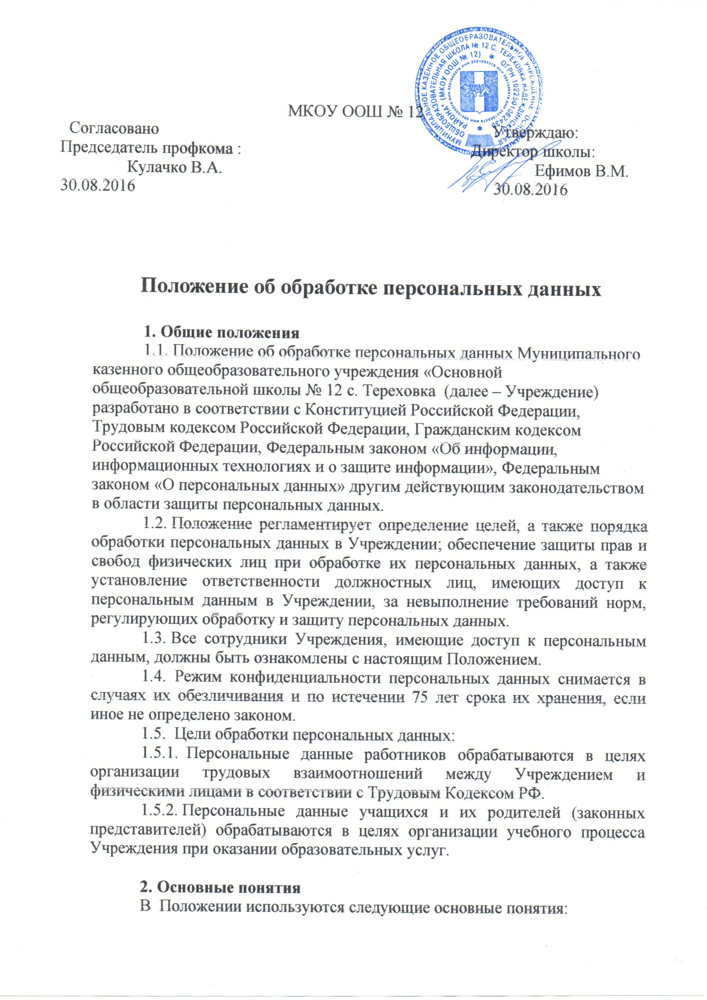 МУНИЦИПАЛЬНОЕ КАЗЕННОЕ ОБЩЕОБРАЗОВАТЕЛЬНОЕ УЧРЕЖДЕНИЕ "ОСНОВНАЯ
ОБЩЕОБРАЗОВАТЕЛЬНАЯ ШКОЛА № 12 С. ТЕРЕХОВКА НАДЕЖДИНСКОГО
РАЙОНА" (МКОУ ООШ № 12) * ОГРН 1022501062430 *
ИНН 2521005379 ИНН 2521005379 ИНН 2521005379 ИНН 2521005379 ИНН 2521005379
МКОУ ООШ № 12
Согласовано
Утверждаю:
Председатель профкома :
Директор школы:
Кулачко В.А.
Ефимов В.М.
30.08.2016
30.08.2016
Положение об обработке персональных данных
1. Общие положения
1.1. Положение об обработке персональных данных Муниципального
казенного общеобразовательного учреждения «Основной
общеобразовательной школы № 12 с. Тереховка (далее – Учреждение)
разработано в соответствии с Конституцией Российской Федерации,
Трудовым кодексом Российской Федерации, Гражданским кодексом
Российской Федерации, Федеральным законом «Об информации,
информационных технологиях и о защите информации», Федеральным
законом «О персональных данных» другим действующим законодательством
в области защиты персональных данных.
1.2. Положение регламентирует определение целей, а также порядка
обработки персональных данных в Учреждении; обеспечение защиты прав и
свобод физических лиц при обработке их персональных данных, а также
установление ответственности должностных лиц, имеющих доступ к
персональным данным в Учреждении, за невыполнение требований норм,
регулирующих обработку и защиту персональных данных.
1.3. Все сотрудники Учреждения, имеющие доступ к персональным
данным, должны быть ознакомлены с настоящим Положением.
1.4. Режим конфиденциальности персональных данных снимается в
случаях их обезличивания и по истечении 75 лет срока их хранения, если
иное не определено законом.
1.5. Цели обработки персональных данных:
1.5.1. Персональные данные работников обрабатываются в целях
организации трудовых взаимоотношений между Учреждением и
физическими лицами в соответствии с Трудовым Кодексом РФ.
1.5.2. Персональные данные учащихся и их родителей (законных
представителей) обрабатываются в целях организации учебного процесса
Учреждения при оказании образовательных услуг.
2. Основные понятия
В Положении используются следующие основные понятия: